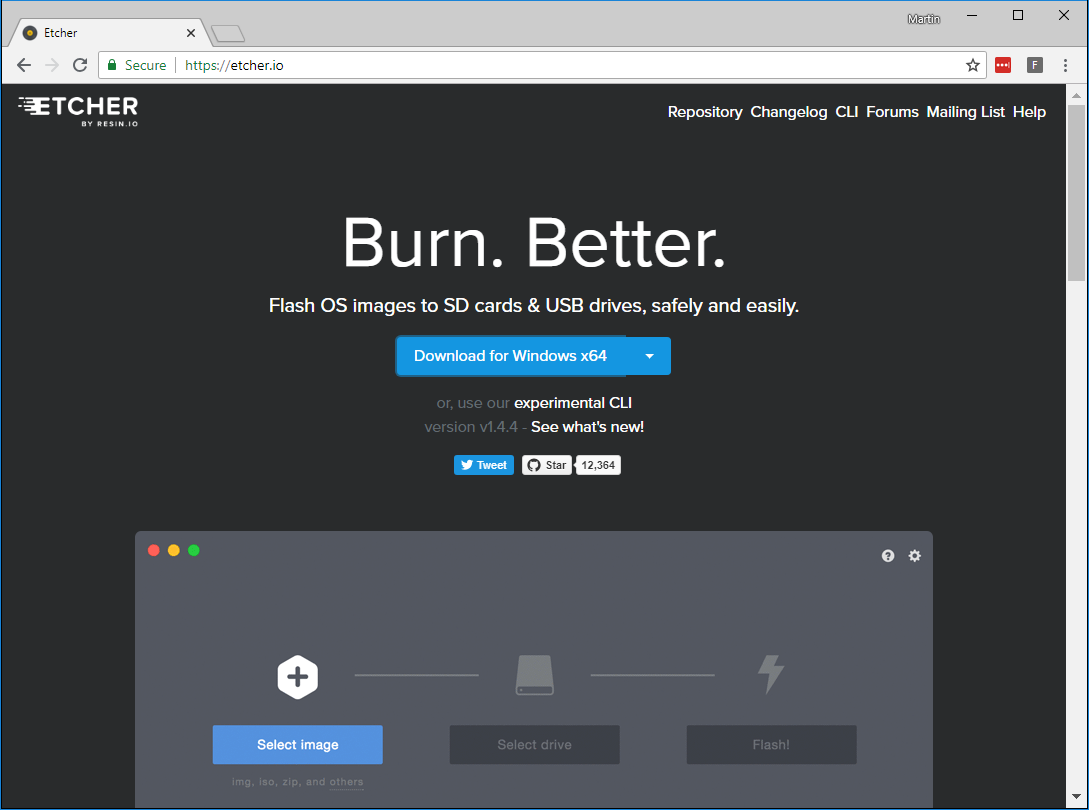 Martin
Etcher
Secure https://etcher.io
F
ETCHER
BY RESIN.IO
Repository Changelog CLI Forums Mailing List Help
Burn. Better.
Flash OS images to SD cards & USB drives, safely and easily.
Download for Windows x64
or, use our experimental CLI
version v1.4.4 - See what's new!
Tweet Star 12,364
Select image Select drive Flash!
img, iso, zip, and others